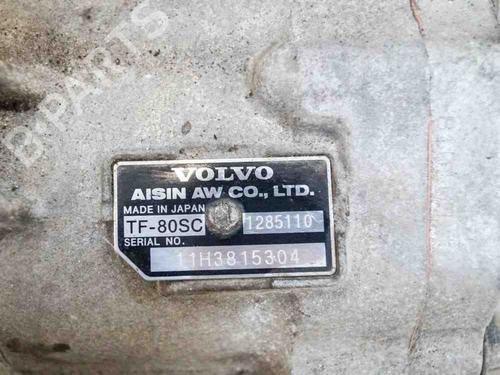 B-PARTS
VOLVO
AISIN AW CO., LTD.
MADE IN JAPAN
TF-80SC 1285110
SERIAL NO.
11H3815304